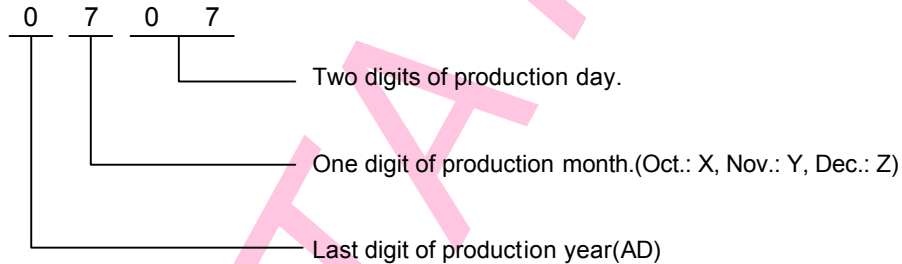 0 7 0 7
Two digits of production day.
One digit of production month.(Oct.: X, Nov.: Y, Dec.: Z)
Last digit of production year(AD)